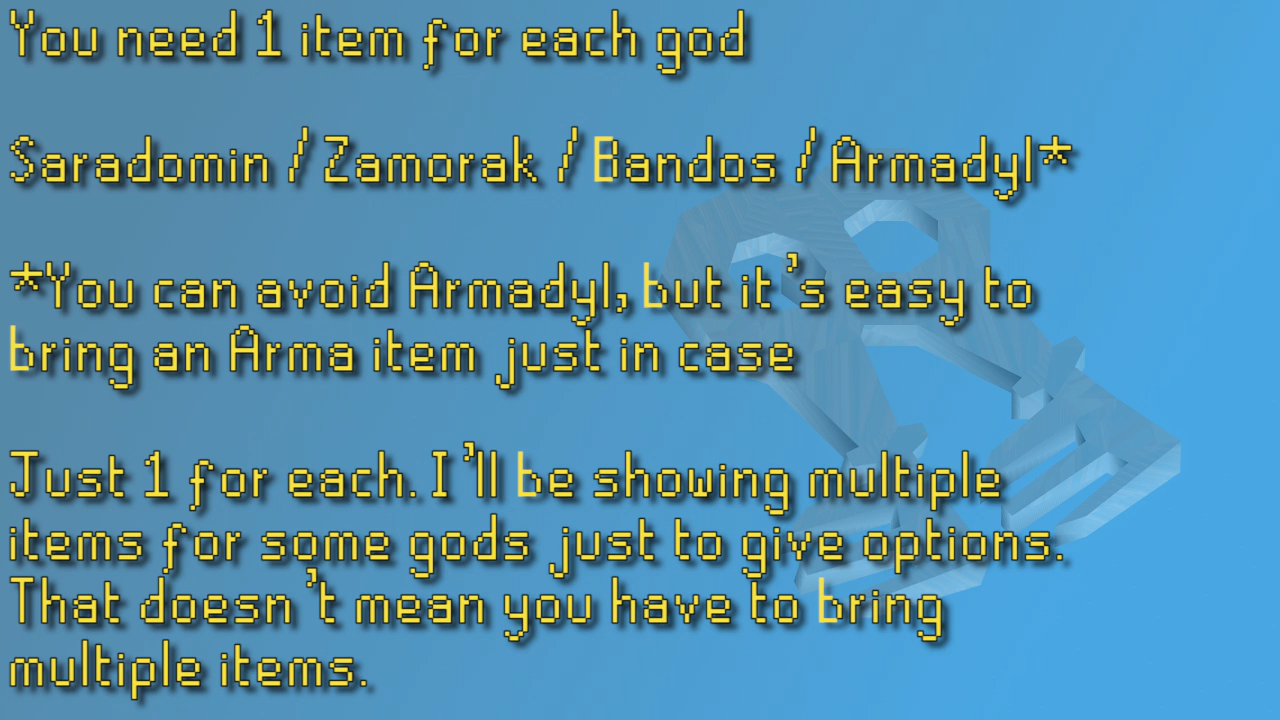 You need 1 item for each god
Saradomin / Zamorak / Bandos / Armadyl*
*You can avoid Armadyl, but it's easy to
bring an Arma item just in case
Just 1 for each. I'll be showing multiple
items for some gods just to give options.
That doesn't mean you have to bring
multiple items.